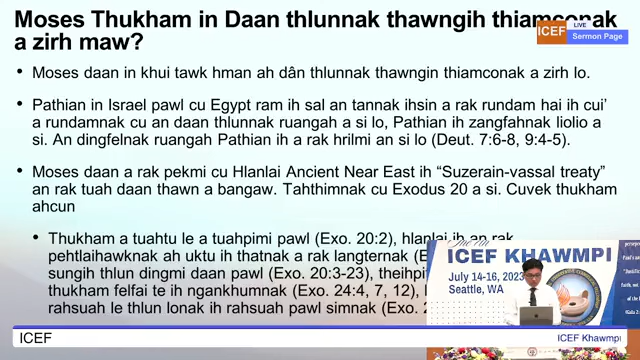 Moses Thukham in Daan thlunnak thawngih thiamconak
a zirh maw?
ICEF
LIVE
Sermon Page
• Moses daan in khui tawk hman ah dân thlunnak thawngin thiamconak a zirh lo.
• Pathian in Israel pawl cu Egypt ram ih sal an tannak ihsin a rak rundam hai ih cui'
a rundamnak cu an daan thlunnak ruangah a si lo, Pathian ih zangfahnak liolio a
si. An dingfelnak ruangah Pathian ih a rak hrilmi an si lo (Deut. 7:6-8, 9:4-5).
• Moses daan a rak pekmi cu Hlanlai Ancient Near East ih “Suzerain-vassal treaty”
an rak tuah daan thawn a bangaw. Tahthimnak cu Exodus 20 a si. Cuvek thukham
ahcun
• Thukham a tuahtu le a tuahpimi pawl (Exo. 20:2), hlanlai ih an rak
pehtlaihawknak ah uktu ih thatnak a rak langternak
sungih thlun dingmi daan pawl (Exo. 20:3-23),
thukham felfai te ih ngankhumnak (Exo. 24:4, 7, 12),
rahsuah le thlun lonak ih rahsuah pawl simnak
ICEF KHAWMPI
July 14-16, 2023
Seattle, WA
ICEF
ICEF Khawmpi